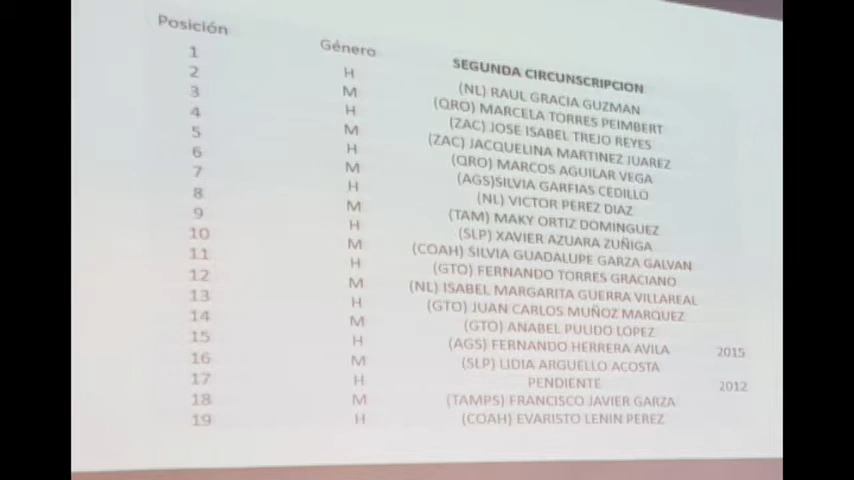 Posición Género SEGUNDA CIRCUNSCRIPCION
1 H (NL) RAUL GRACIA GUZMAN
2 M (QRO) MARCELA TORRES PEIMBERT
3 H (ZAC) JOSE ISABEL TREJO REYES
4 M (ZAC) JACQUELINA MARTINEZ JUAREZ
5 H (QRO) MARCOS AGUILAR VEGA
6 M (AGS)SILVIA GARFIAS CEDILLO
7 H (NL) VICTOR PEREZ DIAZ
8 M (TAM) MAKY ORTIZ DOMINGUEZ
9 H (SLP) XAVIER AZUARA ZUÑIGA
10 M (COAH) SILVIA GUADALUPE GARZA GALVAN
11 H (GTO) FERNANDO TORRES GRACIANO
12 M (NL) ISABEL MARGARITA GUERRA VILLAREAL
13 H (GTO) JUAN CARLOS MUÑOZ MARQUEZ
14 M (GTO) ANABEL PULIDO LOPEZ
15 H (AGS) FERNANDO HERRERA AVILA 2015
16 M (SLP) LIDIA ARGUELLO ACOSTA
17 H PENDIENTE 2012
18 M (TAMPS) FRANCISCO JAVIER GARZA
19 H (COAH) EVARISTO LENIN PEREZ